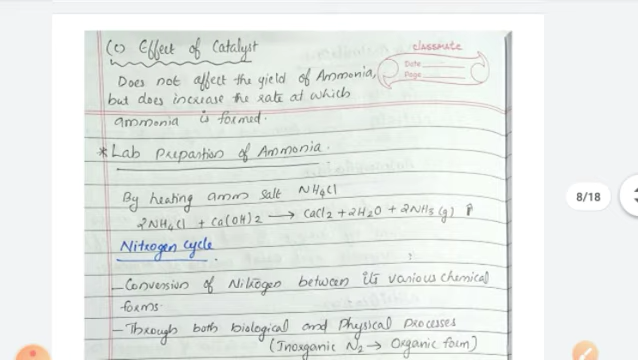 (c) Effect of Catalyst
classmate
Date
Page
Does not affect the yield of Ammonia,
but does increase the rate at which
ammonia is formed.
* Lab Prepartion of Ammonia.
By heating amm salt NH4Cl
2NH4Cl + Ca(OH)2 → CaCl2 + 2H2O + 2NH3(g)
8/18
Nitrogen cycle
- Conversion of Nitrogen between its various chemical
forms.
- Through both biological and Physical Processes
(Inorganic N2 → Organic form)